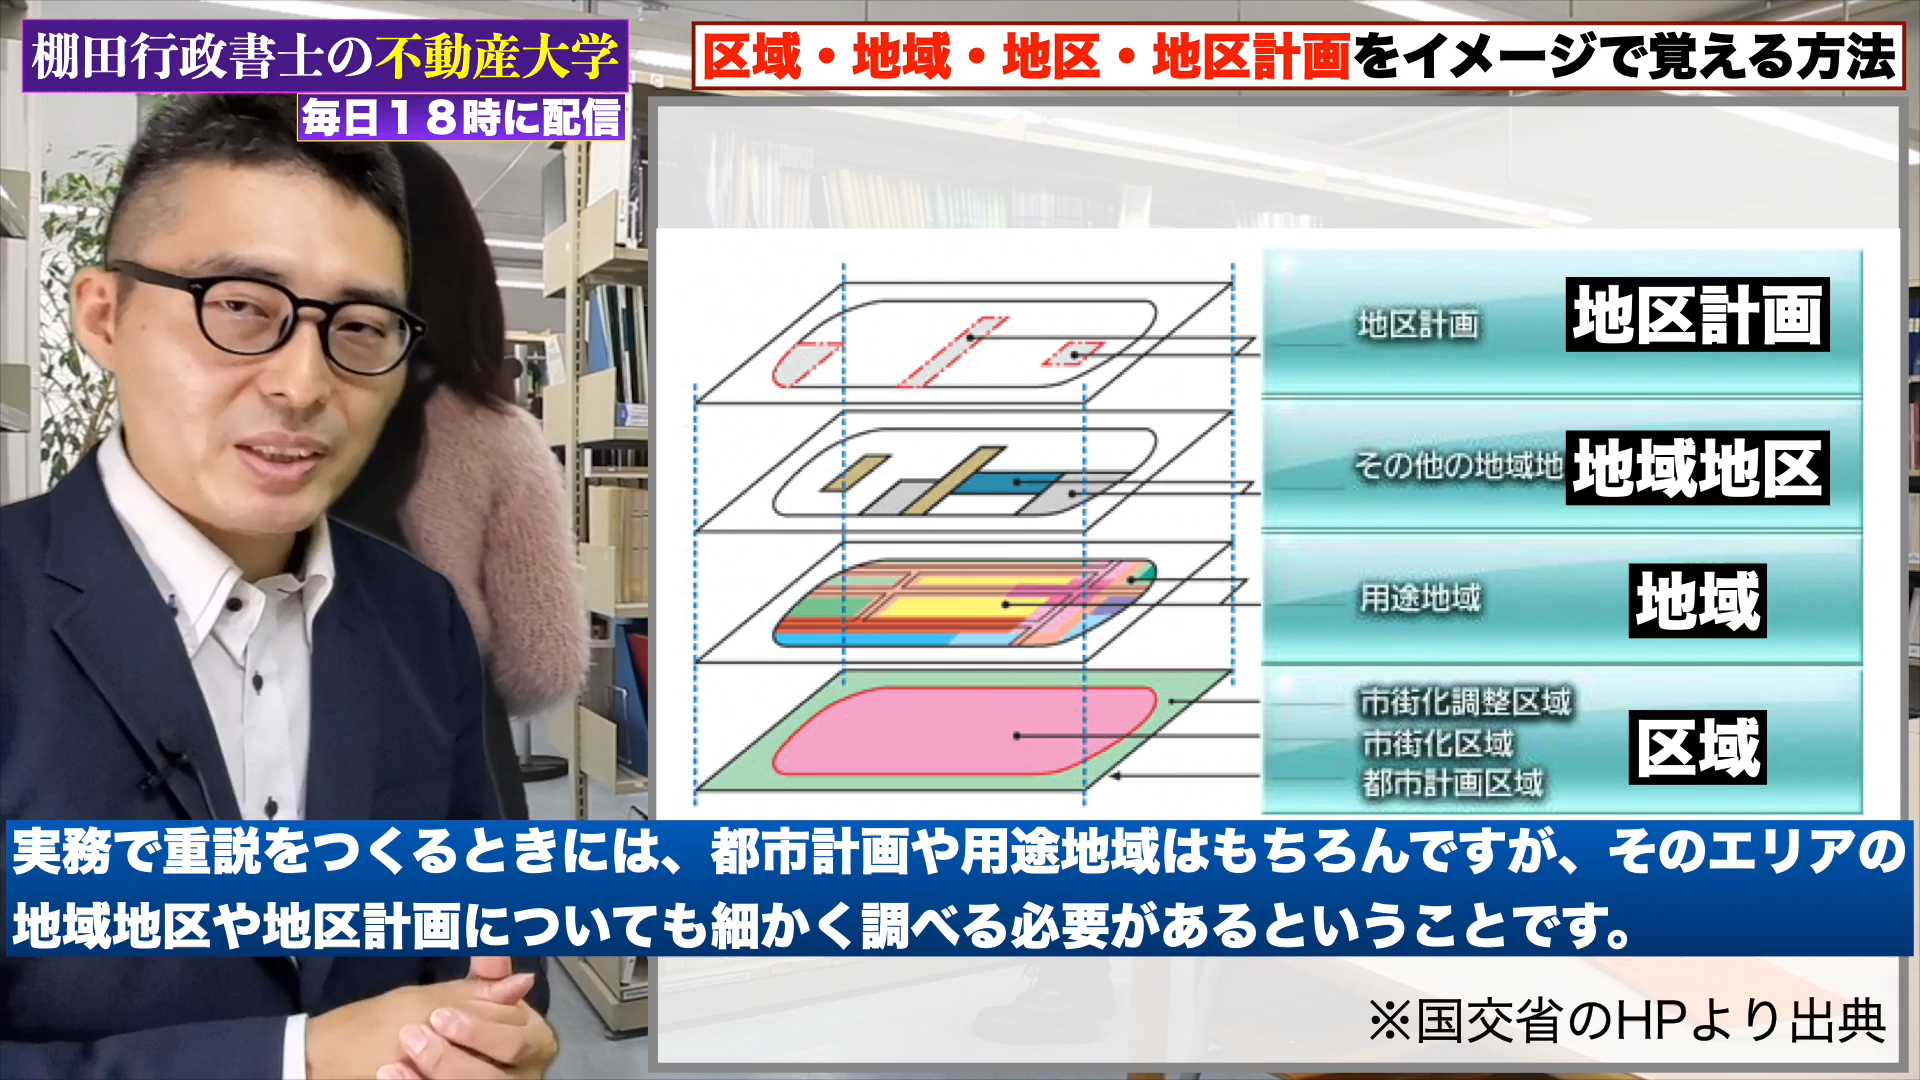 棚田行政書士の不動産大学
毎日18時に配信
区域・地域・地区・地区計画をイメージで覚える方法
地区計画
地区計画
その他の地域地
地域地区
用途地域
地域
市街化調整区域
市街化区域
都市計画区域
区域
実務で重説をつくるときには、都市計画や用途地域はもちろんですが、そのエリアの
地域地区や地区計画についても細かく調べる必要があるということです。
※国交省のHPより出典